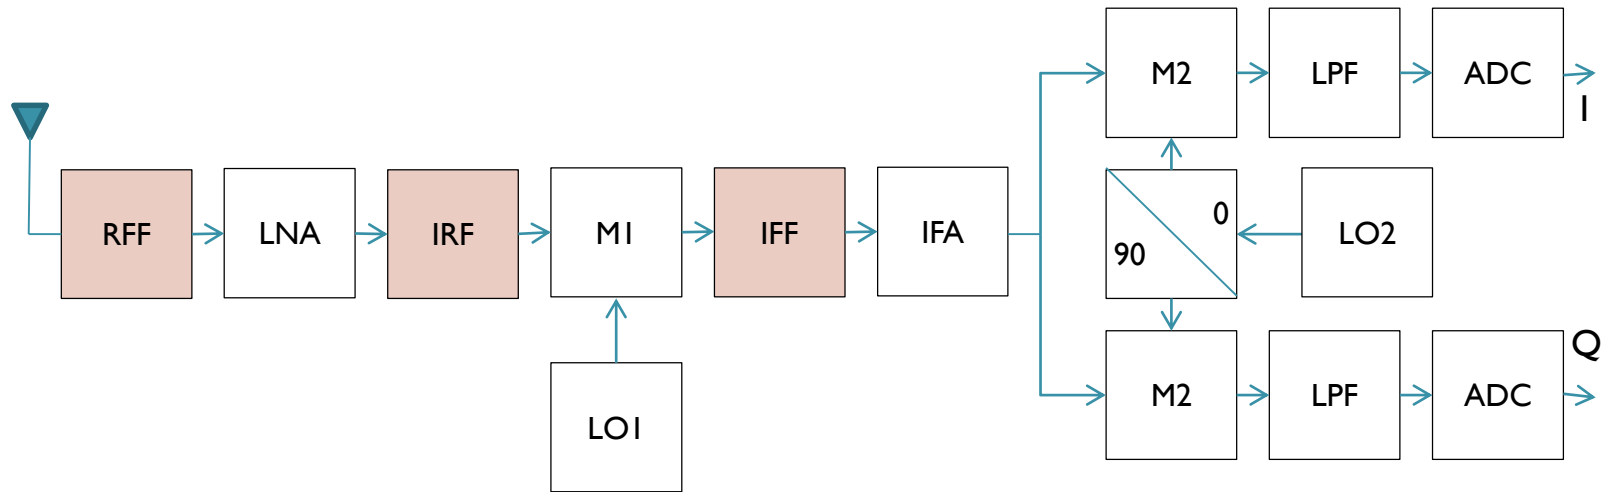 M2
LPF
ADC
I
RFF
LNA
IRF
M1
IFF
IFA
0
90
LO2
Q
M2
LPF
ADC
LO1